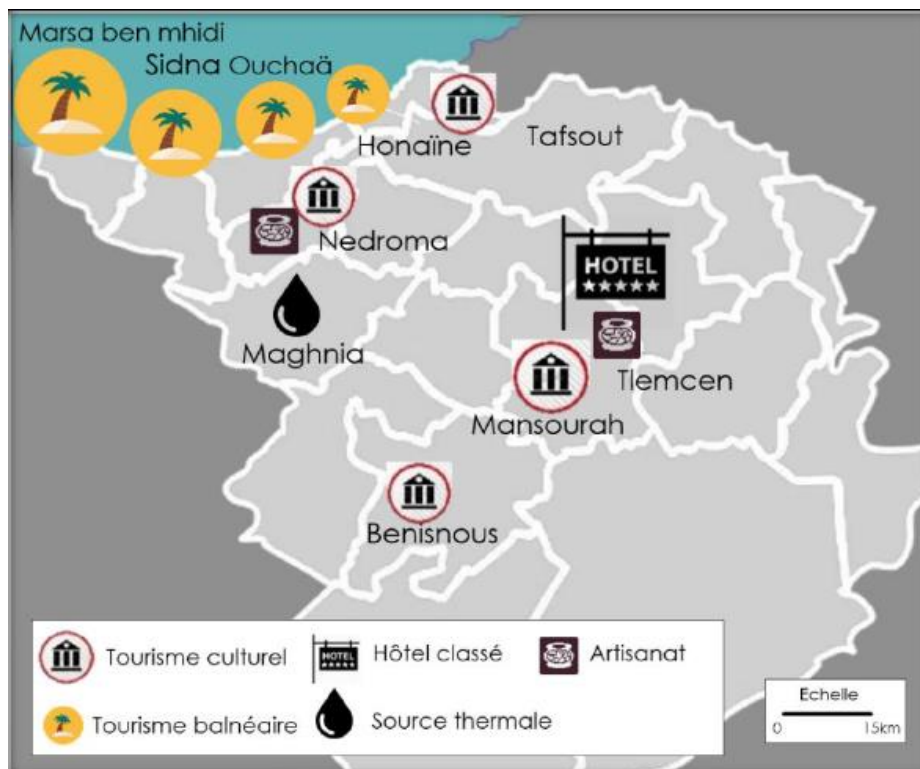 Marsa ben mhidi
Sidna Ouchaä
Honaïne
Tafsout
Nedroma
HOTEL
Maghnia
Tlemcen
Mansourah
Benisnous
Tourisme culturel
HOTEL
Hôtel classé
Artisanat
Tourisme balnéaire
Source thermale
Echelle
0 15km